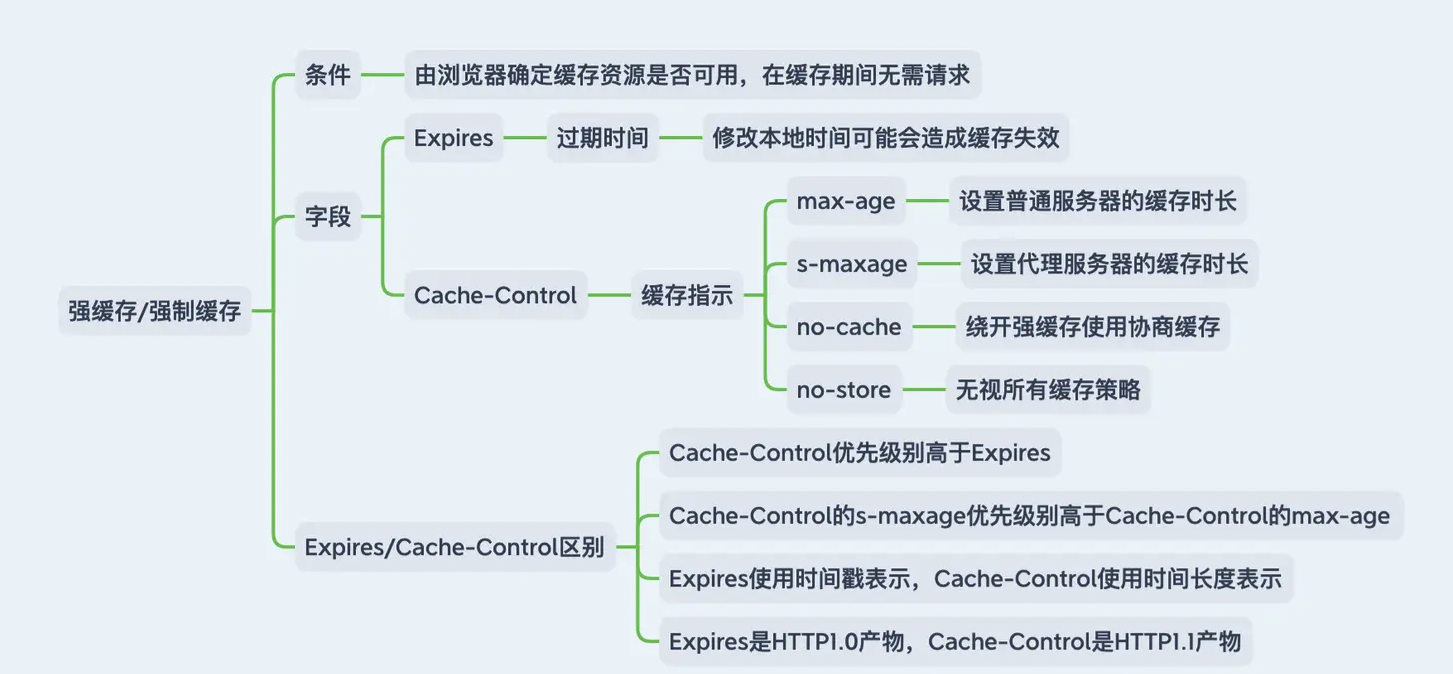 强缓存/强制缓存
条件
由浏览器确定缓存资源是否可用，在缓存期间无需请求
字段
Expires
过期时间
修改本地时间可能会造成缓存失效
Cache-Control
缓存指示
max-age
设置普通服务器的缓存时长
s-maxage
设置代理服务器的缓存时长
no-cache
绕开强缓存使用协商缓存
no-store
无视所有缓存策略
Expires/Cache-Control区别
Cache-Control优先级别高于Expires
Cache-Control的s-maxage优先级别高于Cache-Control的max-age
Expires使用时间戳表示，Cache-Control使用时间长度表示
Expires是HTTP1.0产物，Cache-Control是HTTP1.1产物